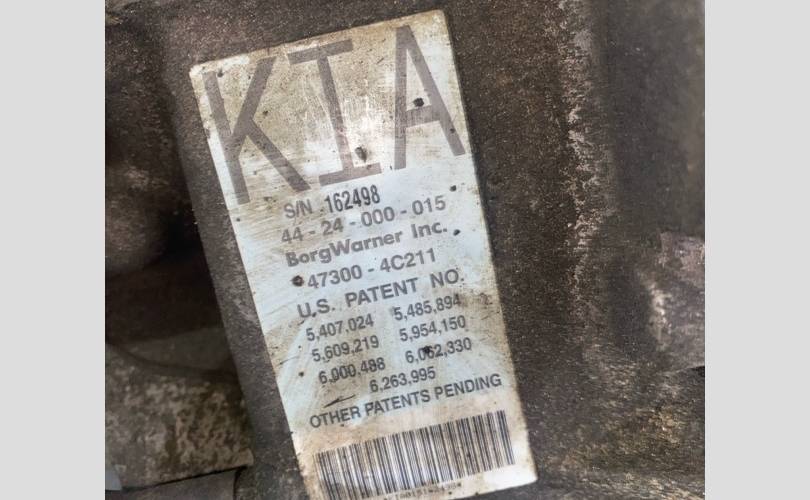 KIA
S/N 162498
44-24-000-015
BorgWarner Inc.
47300-4C211
U.S. PATENT NO.
5,407,024 5,485,894
5,609,219 5,954,150
6,000,488 6,062,330
6,263,995
OTHER PATENTS PENDING